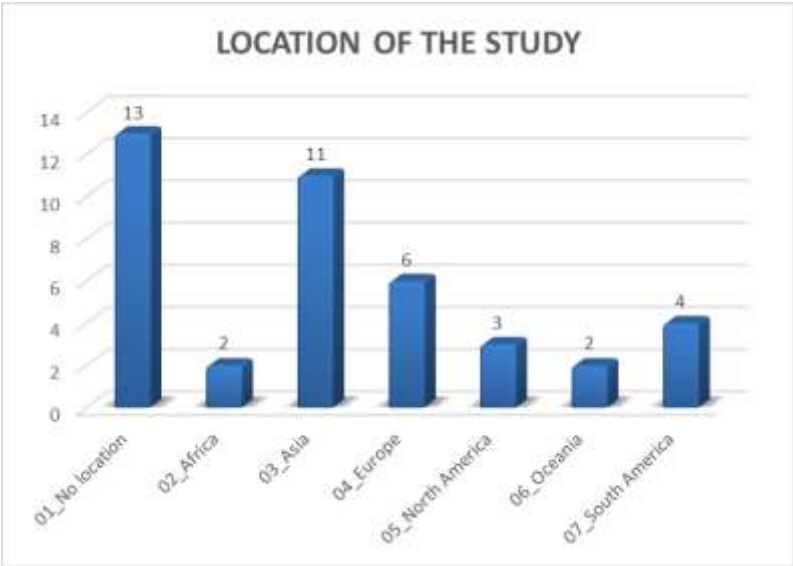 LOCATION OF THE STUDY
14
12
10
8
6
4
2
0
13
2
11
6
3
2
4
01_No location
02_Africa
03_Asia
04_Europe
05_North America
06_Oceania
07_South America